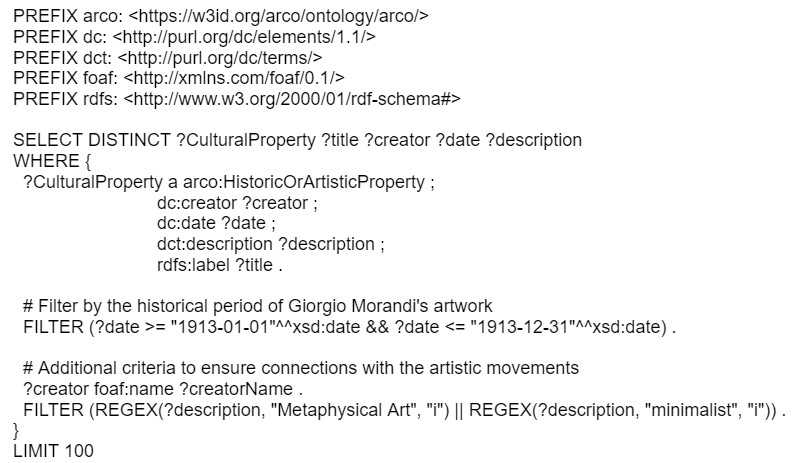 PREFIX arco: <https://w3id.org/arco/ontology/arco/>
PREFIX dc: <http://purl.org/dc/elements/1.1/>
PREFIX dct: <http://purl.org/dc/terms/>
PREFIX foaf: <http://xmlns.com/foaf/0.1/>
PREFIX rdfs: <http://www.w3.org/2000/01/rdf-schema#>

SELECT DISTINCT ?CulturalProperty ?title ?creator ?date ?description
WHERE {
  ?CulturalProperty a arco:HistoricOrArtisticProperty ;
                    dc:creator ?creator ;
                    dc:date ?date ;
                    dct:description ?description ;
                    rdfs:label ?title .

  # Filter by the historical period of Giorgio Morandi's artwork
  FILTER (?date >= "1913-01-01"^^xsd:date && ?date <= "1913-12-31"^^xsd:date) .

  # Additional criteria to ensure connections with the artistic movements
  ?creator foaf:name ?creatorName .
  FILTER (REGEX(?description, "Metaphysical Art", "i") || REGEX(?description, "minimalist", "i")) .
}
LIMIT 100